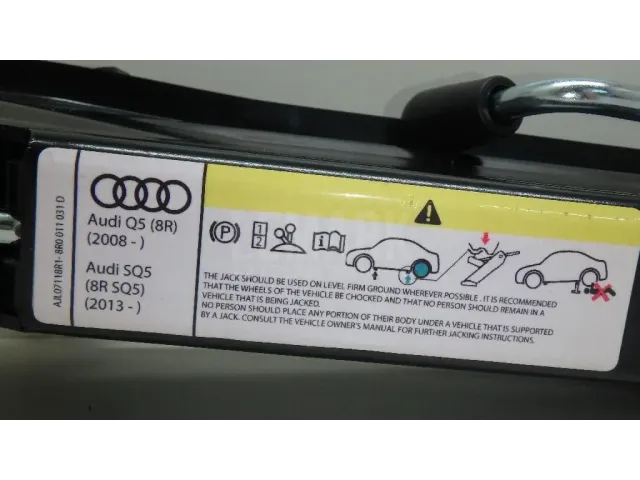 AJL07118R1- 8R0 011 031 D
Audi Q5 (8R)
(2008 - )
Audi SQ5
(8R SQ5)
(2013 - )
P
1
2
i
THE JACK SHOULD BE USED ON LEVEL FIRM GROUND WHEREVER POSSIBLE . IT IS RECOMMENDED
THAT THE WHEELS OF THE VEHICLE BE CHOCKED AND THAT NO PERSON SHOULD REMAIN IN A
VEHICLE THAT IS BEING JACKED.
NO PERSON SHOULD PLACE ANY PORTION OF THEIR BODY UNDER A VEHICLE THAT IS SUPPORTED
BY A JACK. CONSULT THE VEHICLE OWNER'S MANUAL FOR FURTHER JACKING INSTRUCTIONS.